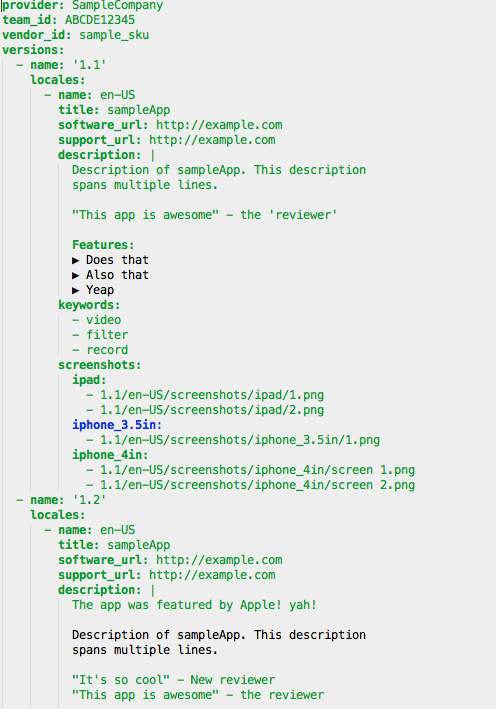 provider: SampleCompany
team_id: ABCDE12345
vendor_id: sample_sku
versions:
  - name: '1.1'
    locales:
      - name: en-US
        title: sampleApp
        software_url: http://example.com
        support_url: http://example.com
        description: |
          Description of sampleApp. This description
          spans multiple lines.

          "This app is awesome" - the 'reviewer'

          Features:
          ▶ Does that
          ▶ Also that
          ▶ Yeap
        keywords:
          - video
          - filter
          - record
        screenshots:
          ipad:
            - 1.1/en-US/screenshots/ipad/1.png
            - 1.1/en-US/screenshots/ipad/2.png
          iphone_3.5in:
            - 1.1/en-US/screenshots/iphone_3.5in/1.png
          iphone_4in:
            - 1.1/en-US/screenshots/iphone_4in/screen 1.png
            - 1.1/en-US/screenshots/iphone_4in/screen 2.png
  - name: '1.2'
    locales:
      - name: en-US
        title: sampleApp
        software_url: http://example.com
        support_url: http://example.com
        description: |
          The app was featured by Apple! yah!

          Description of sampleApp. This description
          spans multiple lines.

          "It's so cool" - New reviewer
          "This app is awesome" - the reviewer